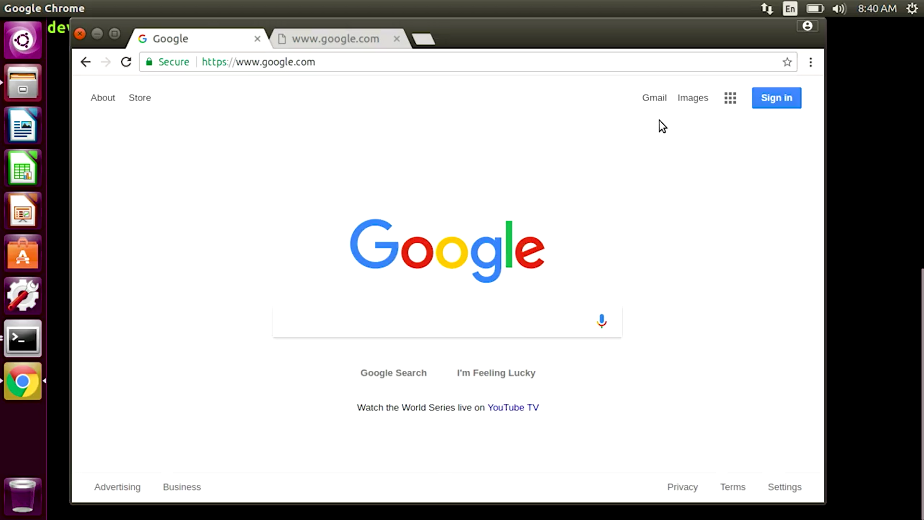 Google Chrome
En
8:40 AM
dev
Google
www.google.com
Secure
https://www.google.com
About
Store
Gmail
Images
Sign in
Google
Google Search
I'm Feeling Lucky
Watch the World Series live on YouTube TV
Advertising
Business
Privacy
Terms
Settings